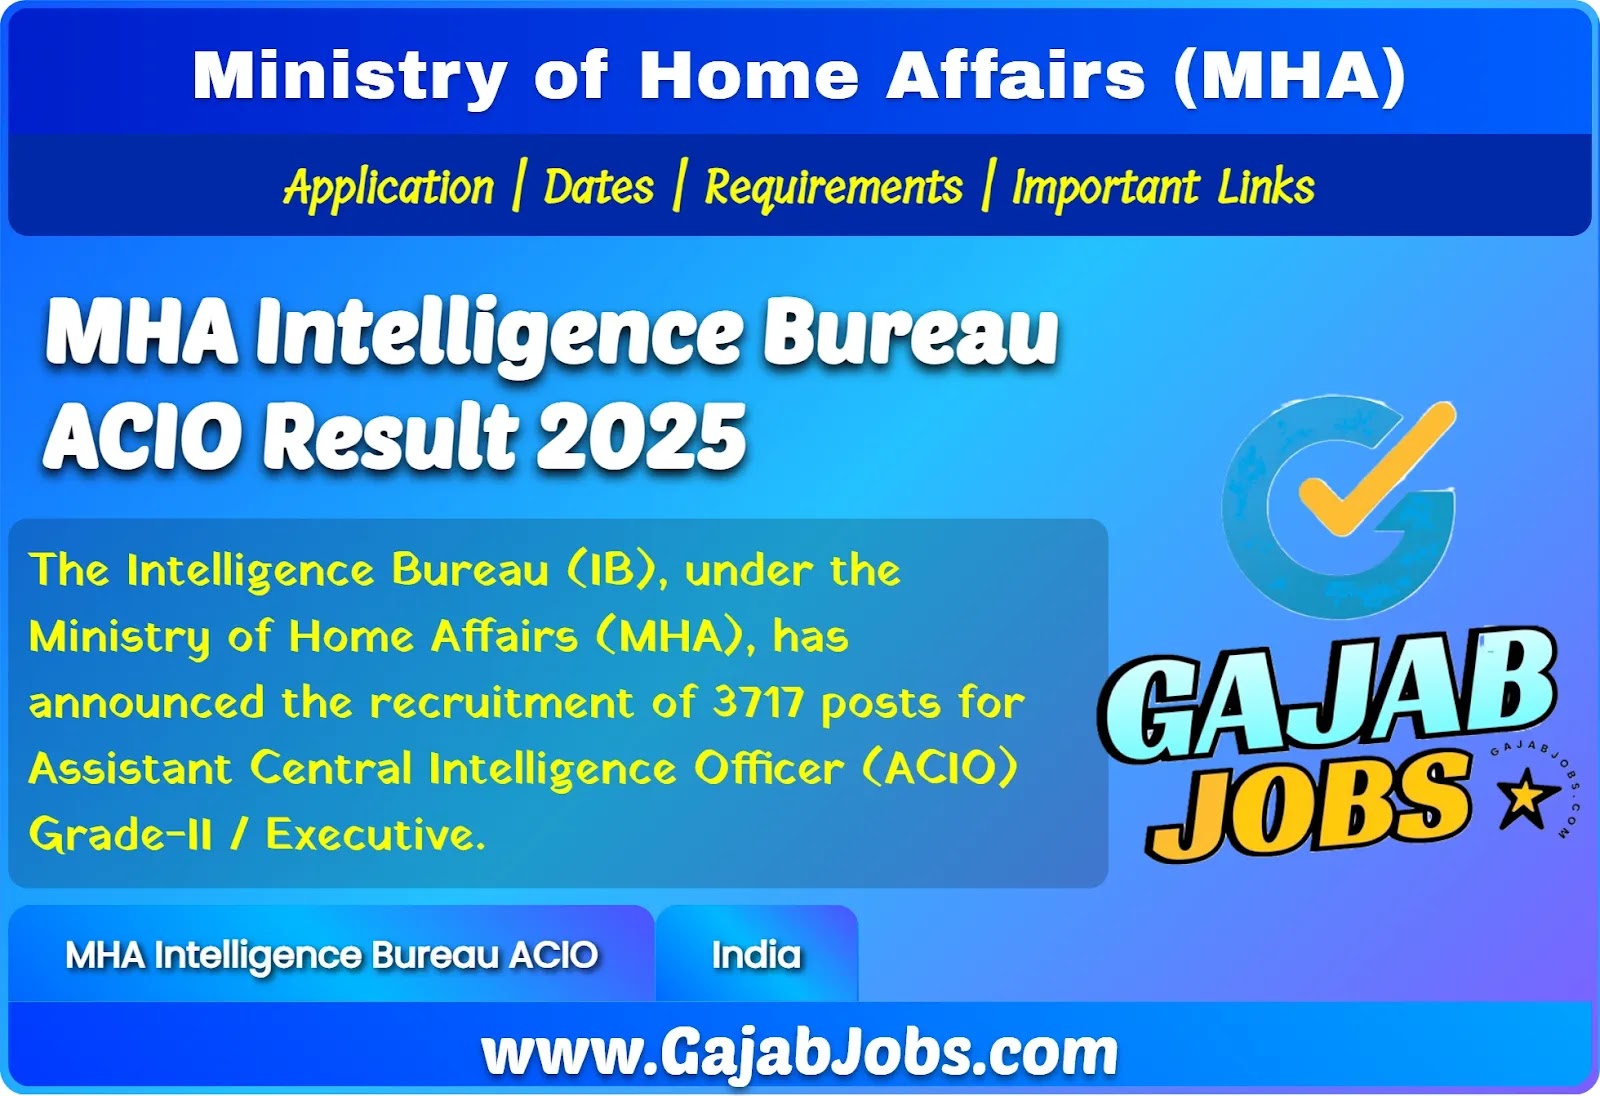 Ministry of Home Affairs (MHA)
Application | Dates | Requirements | Important Links
MHA Intelligence Bureau
ACIO Result 2025
The Intelligence Bureau (IB), under the
Ministry of Home Affairs (MHA), has
announced the recruitment of 3717 posts for
Assistant Central Intelligence Officer (ACIO)
Grade-II / Executive.
GAJAB
JOBS
GAJABJOBS.COM
MHA Intelligence Bureau ACIO
India
www.GajabJobs.com